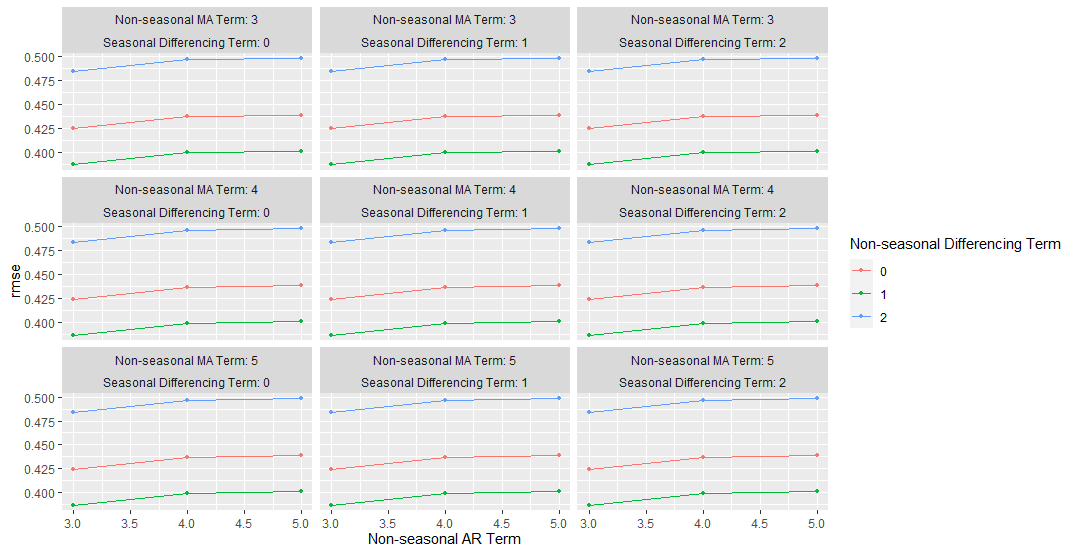 Non-seasonal MA Term: 3
Seasonal Differencing Term: 0
Non-seasonal MA Term: 3
Seasonal Differencing Term: 1
Non-seasonal MA Term: 3
Seasonal Differencing Term: 2
0.500
0.475
0.450
0.425
0.400
Non-seasonal MA Term: 4
Seasonal Differencing Term: 0
Non-seasonal MA Term: 4
Seasonal Differencing Term: 1
Non-seasonal MA Term: 4
Seasonal Differencing Term: 2
0.500
0.475
0.450
0.425
0.400
rmse
Non-seasonal MA Term: 5
Seasonal Differencing Term: 0
Non-seasonal MA Term: 5
Seasonal Differencing Term: 1
Non-seasonal MA Term: 5
Seasonal Differencing Term: 2
0.500
0.475
0.450
0.425
0.400
3.0 3.5 4.0 4.5 5.0
3.0 3.5 4.0 4.5 5.0
3.0 3.5 4.0 4.5 5.0
Non-seasonal AR Term
Non-seasonal Differencing Term
0
1
2